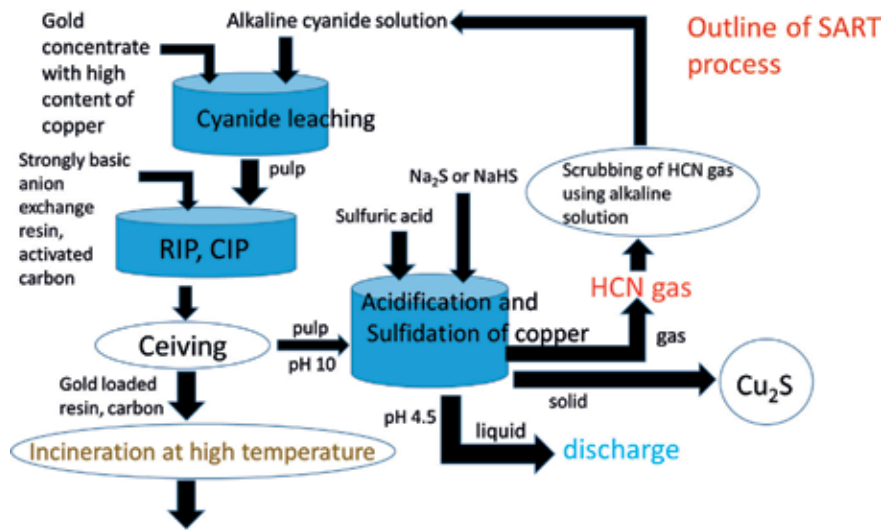 Gold
concentrate
with high
content of
copper
Alkaline cyanide solution
Outline of SART
process
Cyanide leaching
pulp
Strongly basic
anion
exchange
resin,
activated
carbon
RIP, CIP
Na₂S or NaHS
Sulfuric acid
Scrubbing of HCN gas
using alkaline
solution
HCN gas
Acidification and
Sulfidation of copper
gas
Ceiving
pulp
pH 10
Gold loaded
resin, carbon
solid
Cu₂S
pH 4.5
liquid
discharge
Incineration at high temperature